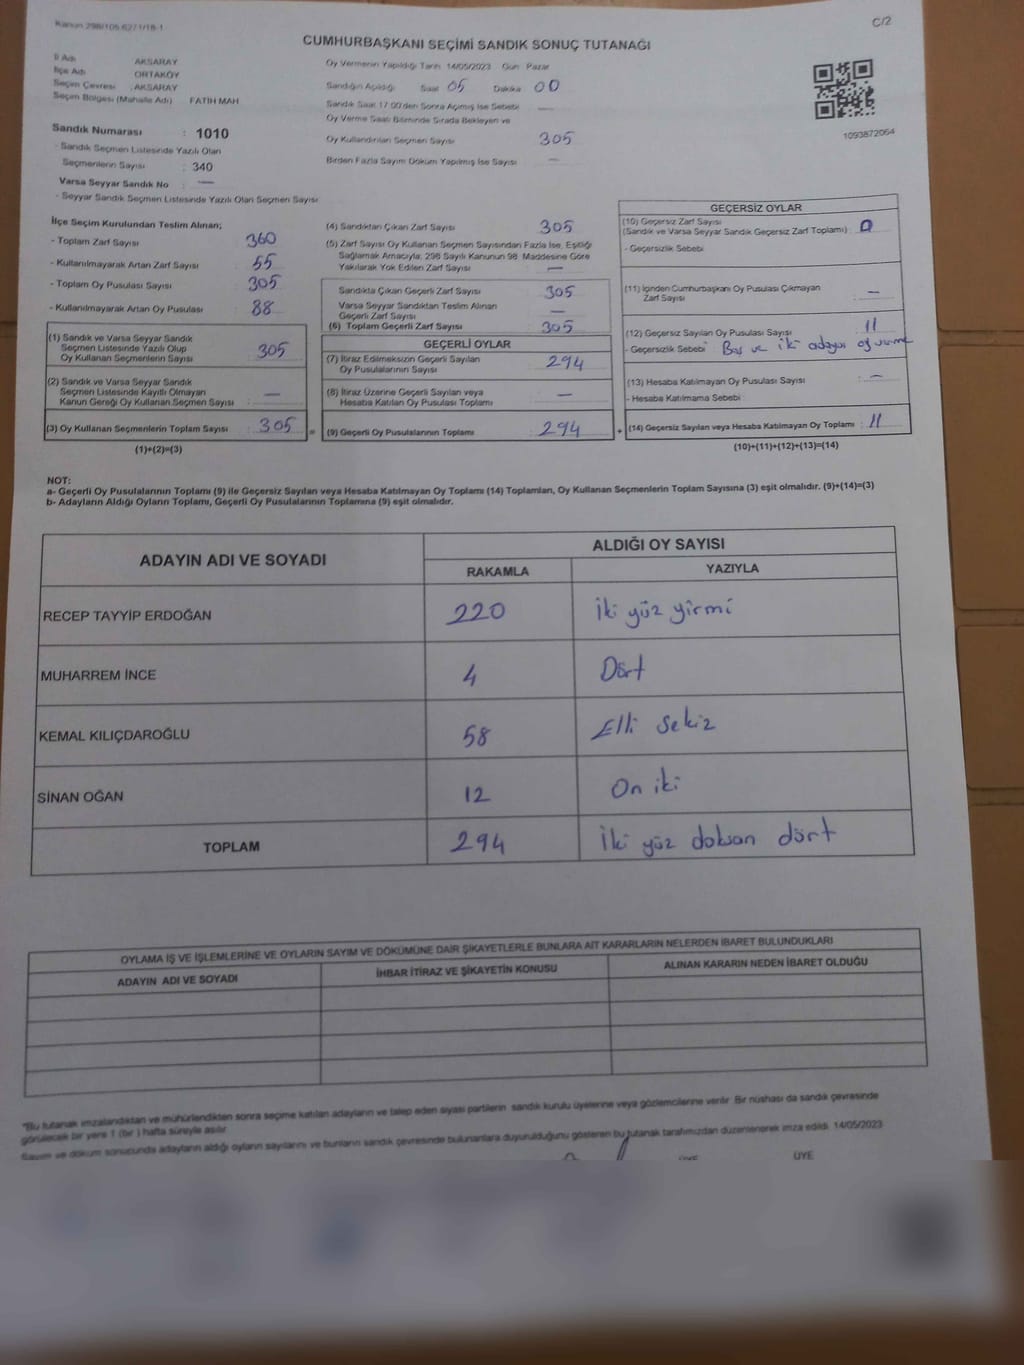 Kanun 298/105 6271/18-1
C/2
CUMHURBAŞKANI SEÇİMİ SANDIK SONUÇ TUTANAĞI
İl Adı AKSARAY
İlçe Adı ORTAKÖY
Seçim Çevresi : AKSARAY
Seçim Bölgesi (Mahalle Adı) FATİH MAH
Sandık Numarası : 1010
- Sandık Seçmen Listesinde Yazılı Olan
Seçmenlerin Sayısı : 340
Varsa Seyyar Sandık No : —
- Seyyar Sandık Seçmen Listesinde Yazılı Olan Seçmen Sayısı
Oy Vermenin Yapıldığı Tarih 14/05/2023 Gün Pazar
Sandığın Açıldığı Saat 05 Dakika 00
Sandık Saat 17:00'den Sonra Açılmış İse Sebebi —
Oy Verme Saati Bitiminde Sırada Bekleyen ve
Oy Kullandırılan Seçmen Sayısı 305
Birden Fazla Sayım Döküm Yapılmış İse Sayısı —
1093872064
İlçe Seçim Kurulundan Teslim Alınan;
- Toplam Zarf Sayısı : 360
- Kullanılmayarak Artan Zarf Sayısı : 55
- Toplam Oy Pusulası Sayısı : 305
- Kullanılmayarak Artan Oy Pusulası : 88
(1) Sandık ve Varsa Seyyar Sandık
Seçmen Listesinde Yazılı Olup
Oy Kullanan Seçmenlerin Sayısı : 305
(2) Sandık ve Varsa Seyyar Sandık
Seçmen Listesinde Kayıtlı Olmayan
Kanun Gereği Oy Kullanan Seçmen Sayısı : —
(3) Oy Kullanan Seçmenlerin Toplam Sayısı : 305 =
(1)+(2)=(3)
(4) Sandıktan Çıkan Zarf Sayısı 305
(5) Zarf Sayısı Oy Kullanan Seçmen Sayısından Fazla İse, Eşitliği
Sağlamak Amacıyla, 298 Sayılı Kanunun 98. Maddesine Göre
Yakılarak Yok Edilen Zarf Sayısı —
Sandıkta Çıkan Geçerli Zarf Sayısı : 305
Varsa Seyyar Sandıktan Teslim Alınan
Geçerli Zarf Sayısı : —
(6) Toplam Geçerli Zarf Sayısı : 305
GEÇERLİ OYLAR
(7) İtiraz Edilmeksizin Geçerli Sayılan
Oy Pusulalarının Sayısı : 294
(8) İtiraz Üzerine Geçerli Sayılan veya
Hesaba Katılan Oy Pusulası Toplamı : —
(9) Geçerli Oy Pusulalarının Toplamı : 294 +
GEÇERSİZ OYLAR
(10) Geçersiz Zarf Sayısı
(Sandık ve Varsa Seyyar Sandık Geçersiz Zarf Toplamı) : 0
- Geçersizlik Sebebi
(11) İçinden Cumhurbaşkanı Oy Pusulası Çıkmayan
Zarf Sayısı : —
(12) Geçersiz Sayılan Oy Pusulası Sayısı : 11
- Geçersizlik Sebebi Boş ve iki adaya oy verme
(13) Hesaba Katılmayan Oy Pusulası Sayısı : —
- Hesaba Katılmama Sebebi
(14) Geçersiz Sayılan veya Hesaba Katılmayan Oy Toplamı : 11
(10)+(11)+(12)+(13)=(14)
NOT:
a- Geçerli Oy Pusulalarının Toplamı (9) ile Geçersiz Sayılan veya Hesaba Katılmayan Oy Toplamı (14) Toplamları, Oy Kullanan Seçmenlerin Toplam Sayısına (3) eşit olmalıdır. (9)+(14)=(3)
b- Adayların Aldığı Oyların Toplamı, Geçerli Oy Pusulalarının Toplamına (9) eşit olmalıdır.
ADAYIN ADI VE SOYADI
ALDIĞI OY SAYISI
RAKAMLA YAZIYLA
RECEP TAYYİP ERDOĞAN 220 İki yüz yirmi
MUHARREM İNCE 4 Dört
KEMAL KILIÇDAROĞLU 58 Elli Sekiz
SİNAN OĞAN 12 On iki
TOPLAM 294 İki yüz doksan dört
OYLAMA İŞ VE İŞLEMLERİNE VE OYLARIN SAYIM VE DÖKÜMÜNE DAİR ŞİKAYETLERLE BUNLARA AİT KARARLARIN NELERDEN İBARET BULUNDUKLARI
ADAYIN ADI VE SOYADI İHBAR İTİRAZ VE ŞİKAYETİN KONUSU ALINAN KARARIN NEDEN İBARET OLDUĞU
"Bu tutanak imzalandıktan ve mühürlendikten sonra seçime katılan adayların ve talep eden siyasi partilerin sandık kurulu üyelerine veya gözlemcilerine verilir. Bir nüshası da sandık çevresinde
görülecek bir yere 1 (bir) hafta süreyle asılır.
Sayım ve döküm sonucunda adayların aldığı oyların sayılarını ve bunların sandık çevresinde bulunanlara duyurulduğunu gösteren bu tutanak tarafımızdan düzenlenerek imza edildi. 14/05/2023
ÜYE ÜYE